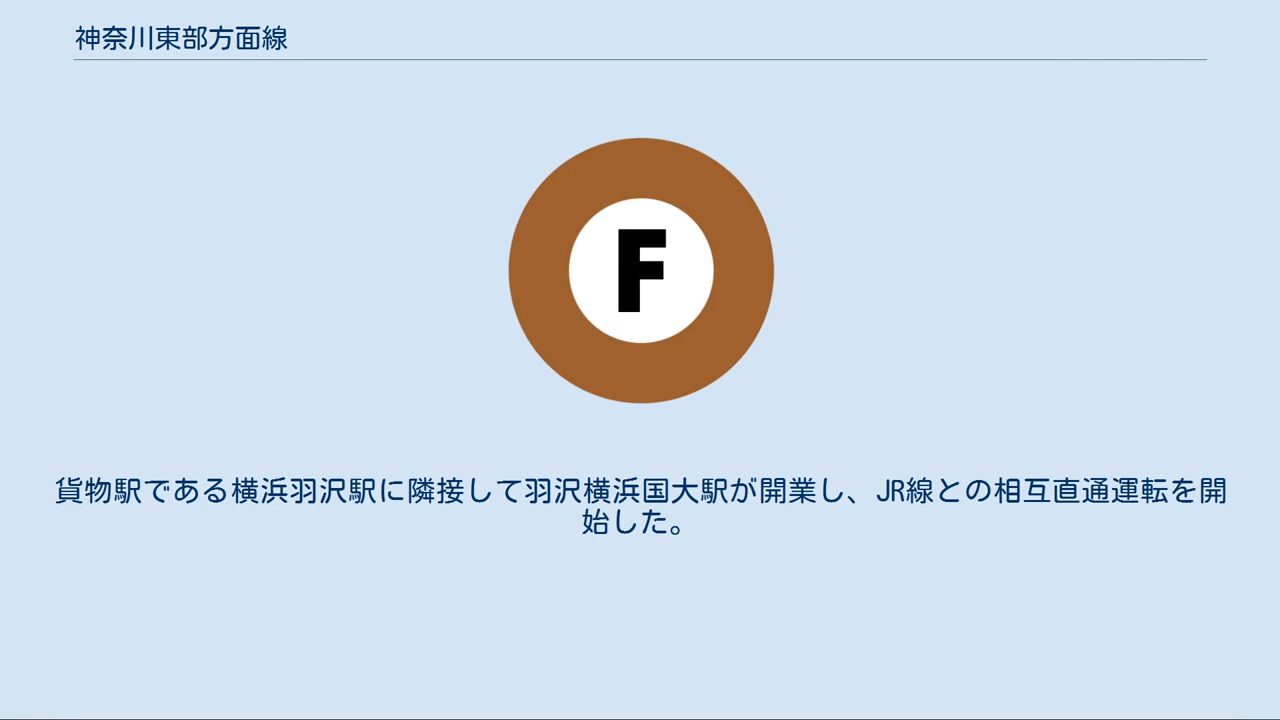 神奈川東部方面線
F
貨物駅である横浜羽沢駅に隣接して羽沢横浜国大駅が開業し、JR線との相互直通運転を開
始した。